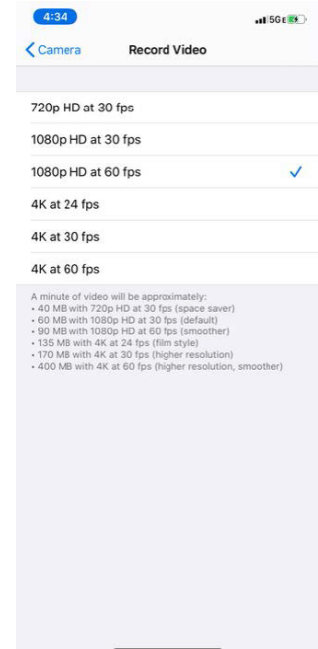 4:34
5GE
Camera
Record Video
720p HD at 30 fps
1080p HD at 30 fps
1080p HD at 60 fps
4K at 24 fps
4K at 30 fps
4K at 60 fps
A minute of video will be approximately:
• 40 MB with 720p HD at 30 fps (space saver)
• 60 MB with 1080p HD at 30 fps (default)
• 90 MB with 1080p HD at 60 fps (smoother)
• 135 MB with 4K at 24 fps (film style)
• 170 MB with 4K at 30 fps (higher resolution)
• 400 MB with 4K at 60 fps (higher resolution, smoother)